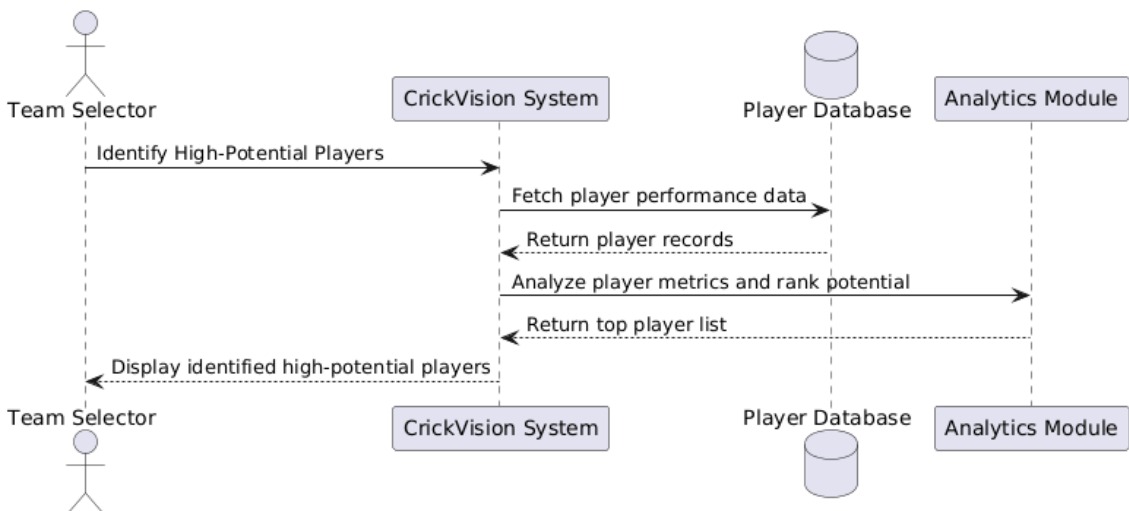 Team Selector
CrickVision System
Player Database
Analytics Module
Identify High-Potential Players
Fetch player performance data
Return player records
Analyze player metrics and rank potential
Return top player list
Display identified high-potential players
Team Selector
CrickVision System
Player Database
Analytics Module